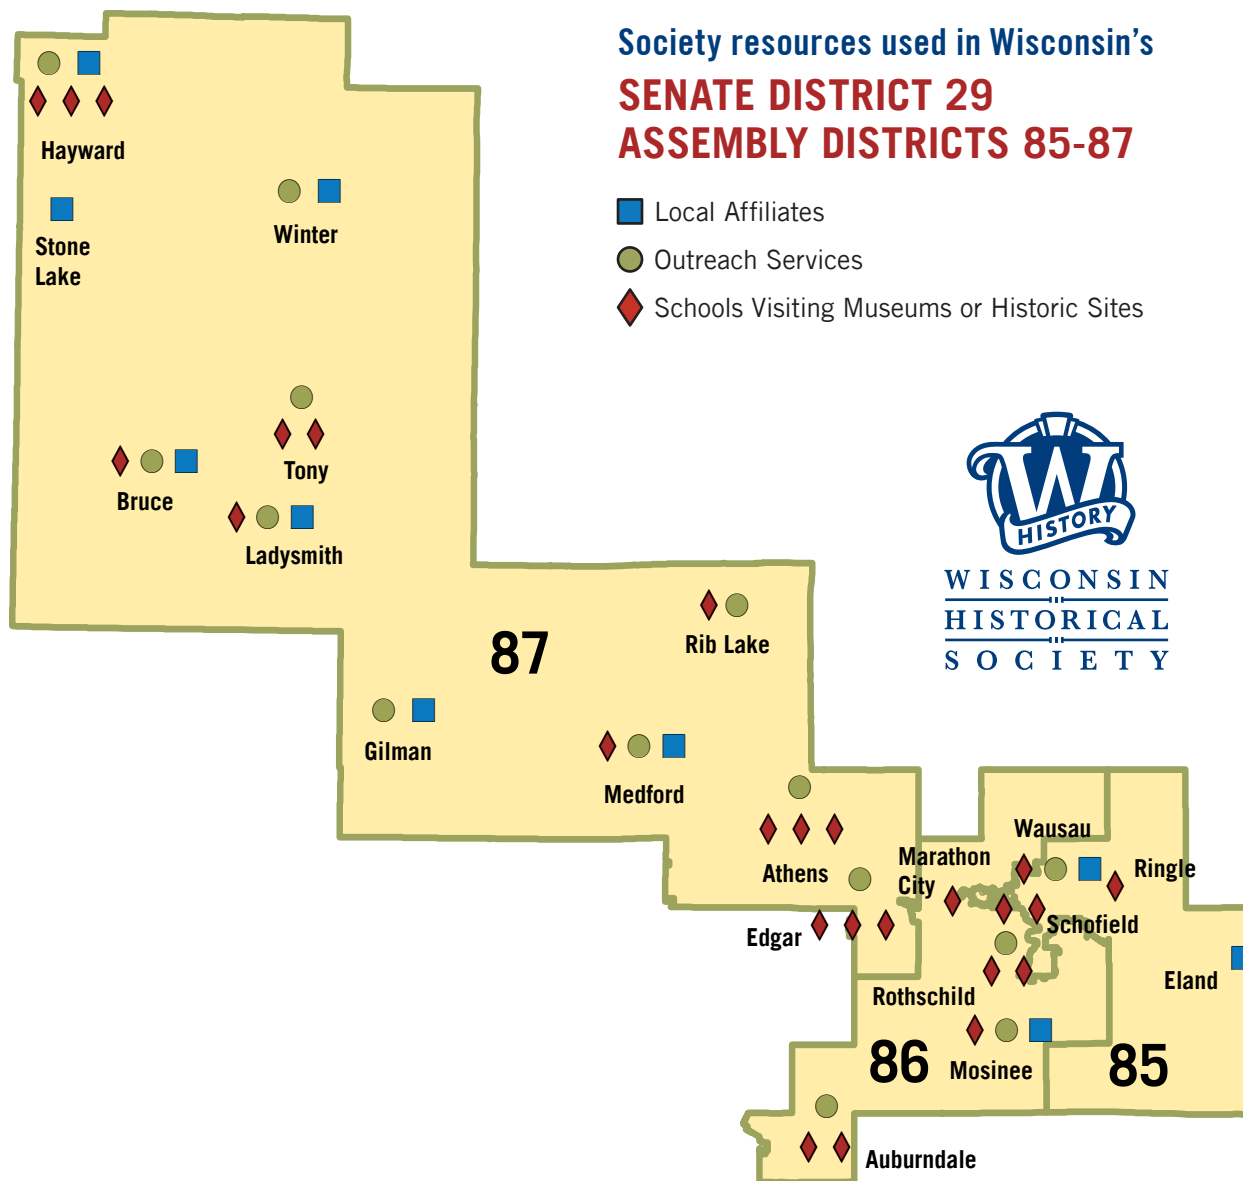 Society resources used in Wisconsin's
SENATE DISTRICT 29
ASSEMBLY DISTRICTS 85-87
Local Affiliates
Outreach Services
Schools Visiting Museums or Historic Sites
Hayward
Stone
Lake
Winter
Tony
Bruce
Ladysmith
W
HISTORY
WISCONSIN
HISTORICAL
SOCIETY
87
Rib Lake
Gilman
Medford
Athens
Edgar
Wausau
Marathon
City
Ringle
Schofield
Eland
Rothschild
86
Mosinee
85
Auburndale